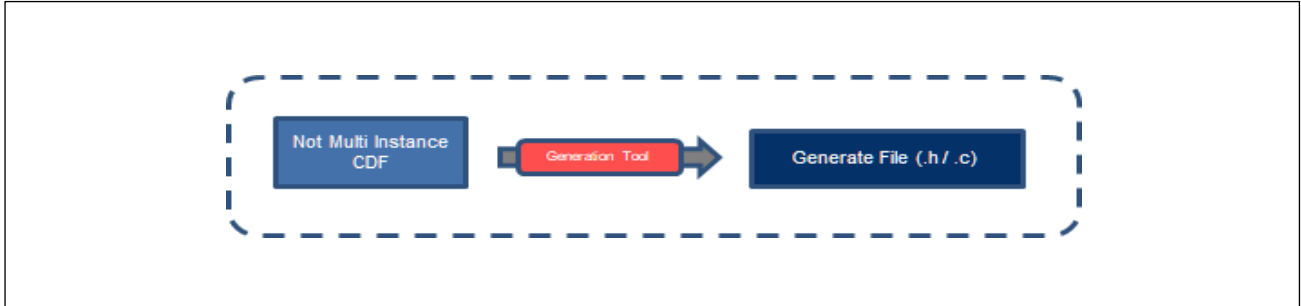 Not Multi Instance
CDF
Generation Tool
Generate File (.h / .c)